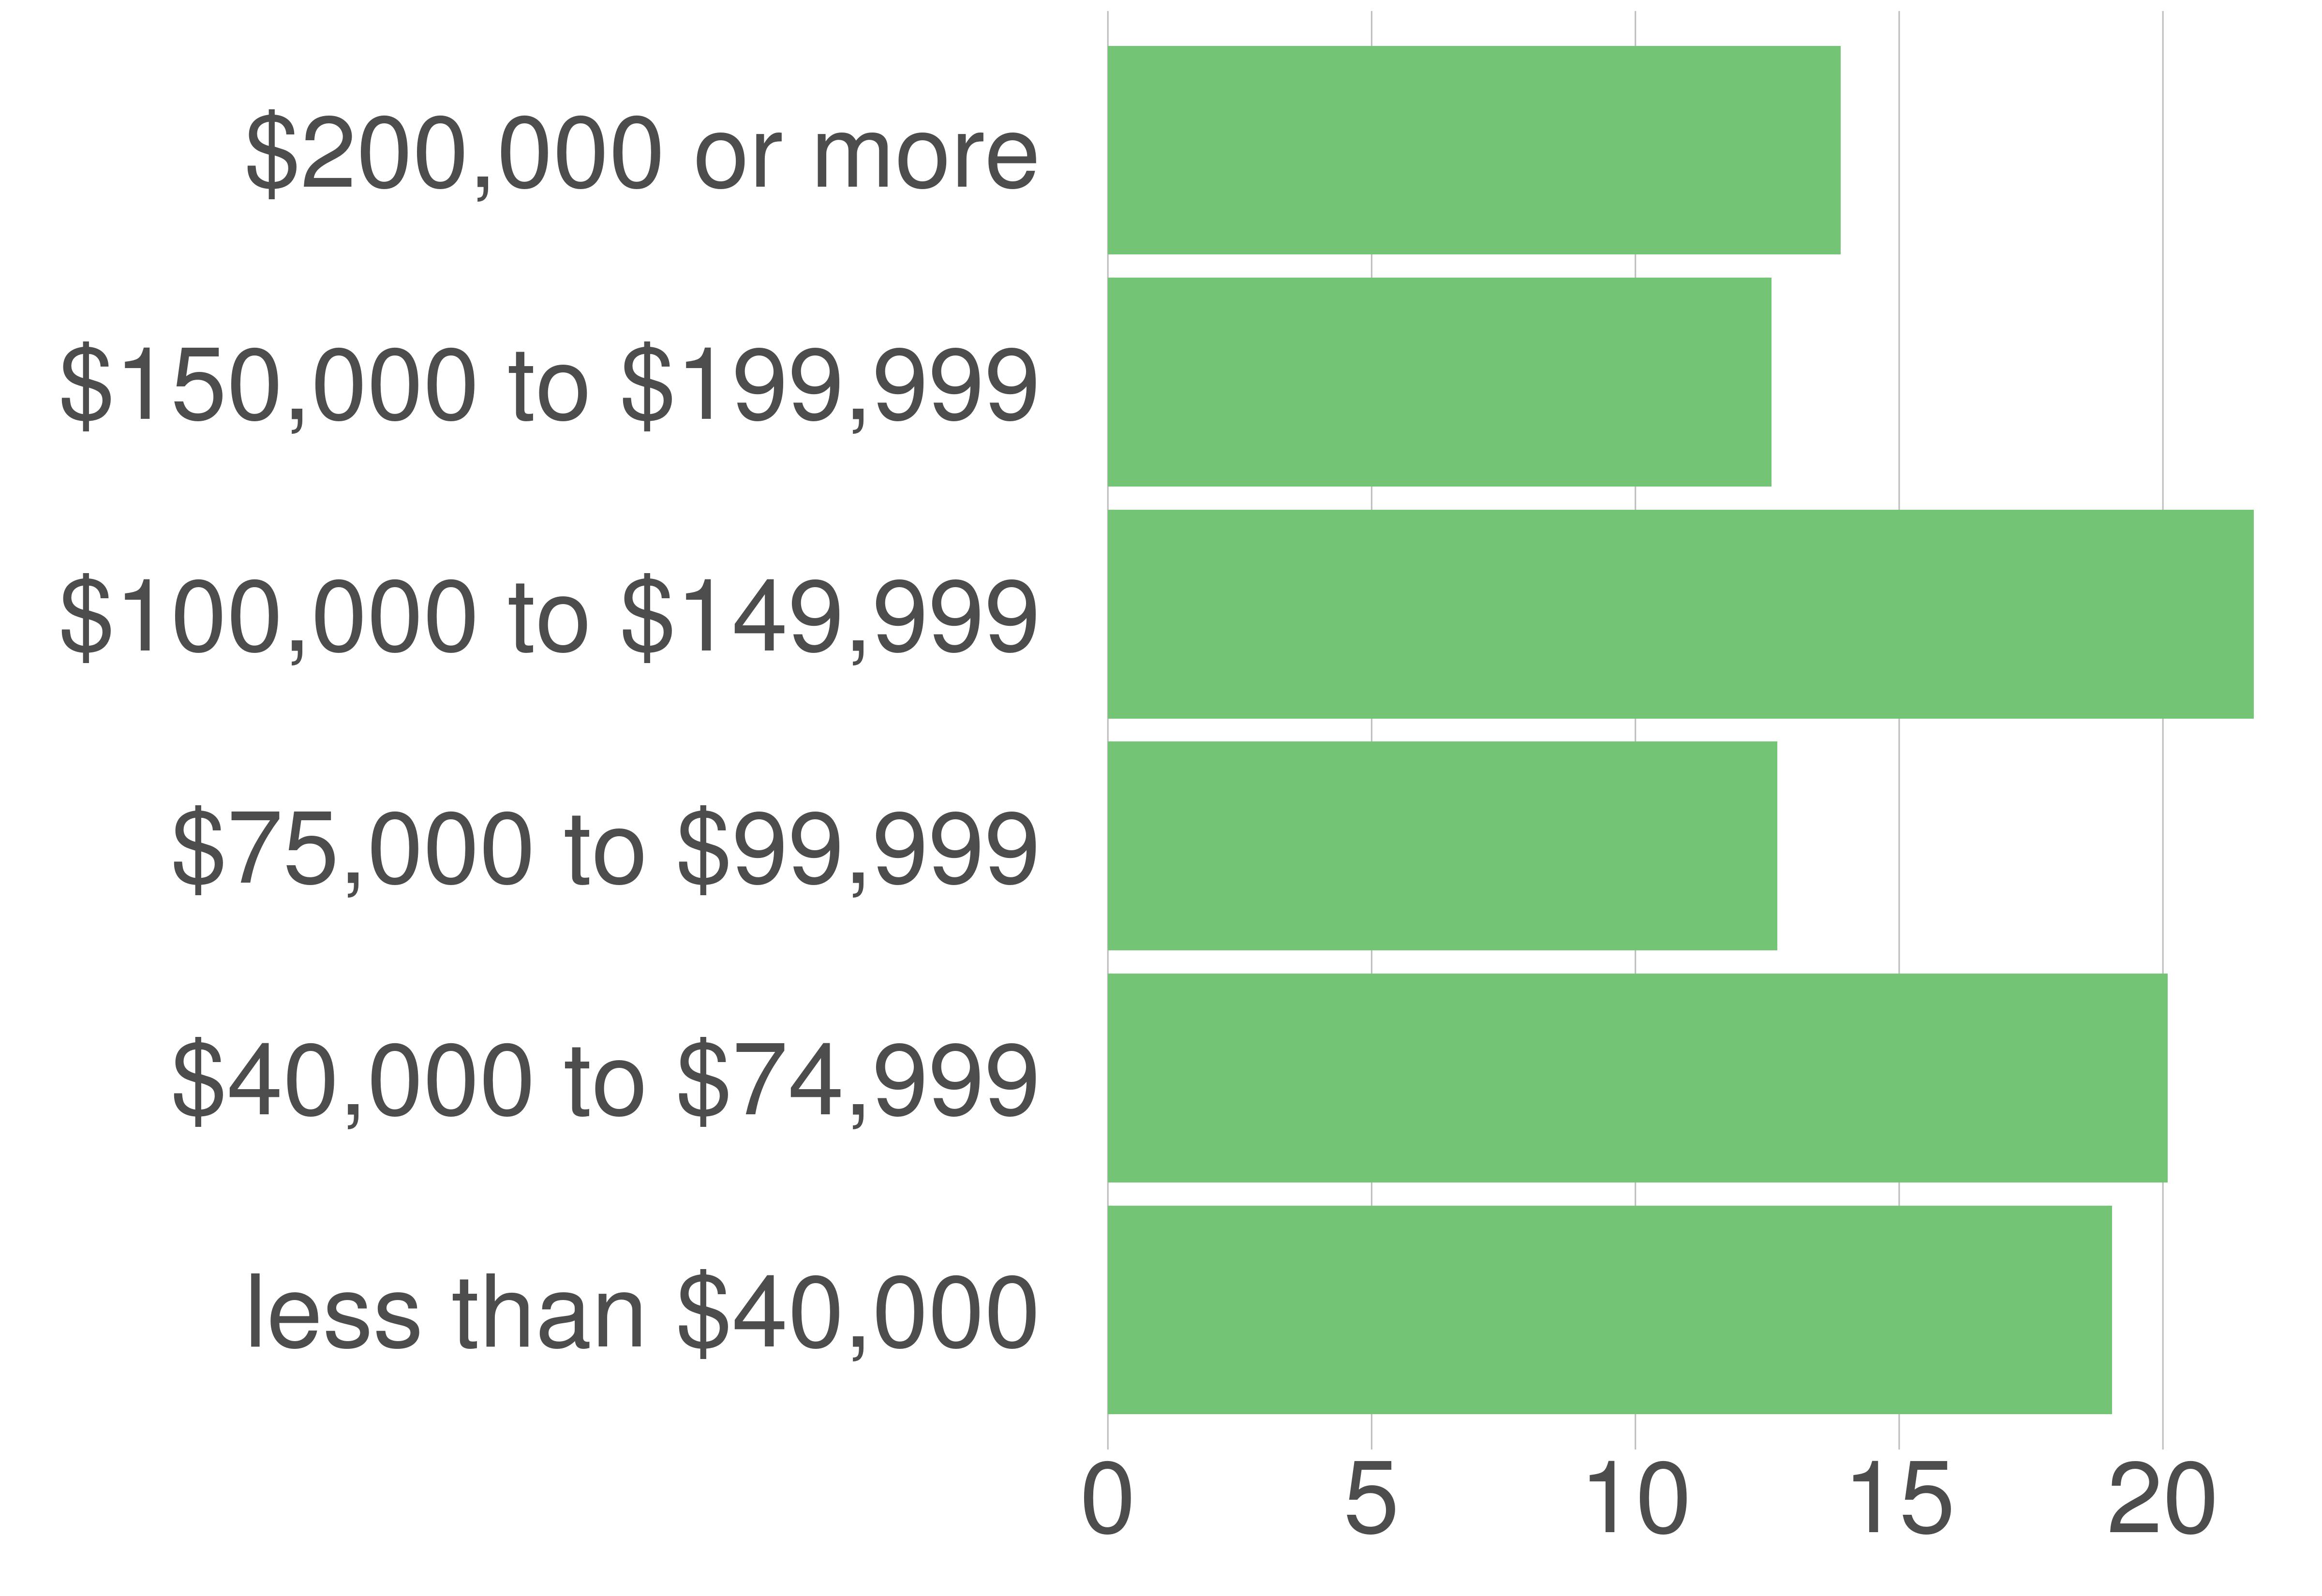 $200,000 or more
$150,000 to $199,999
$100,000 to $149,999
$75,000 to $99,999
$40,000 to $74,999
less than $40,000
0 5 10 15 20